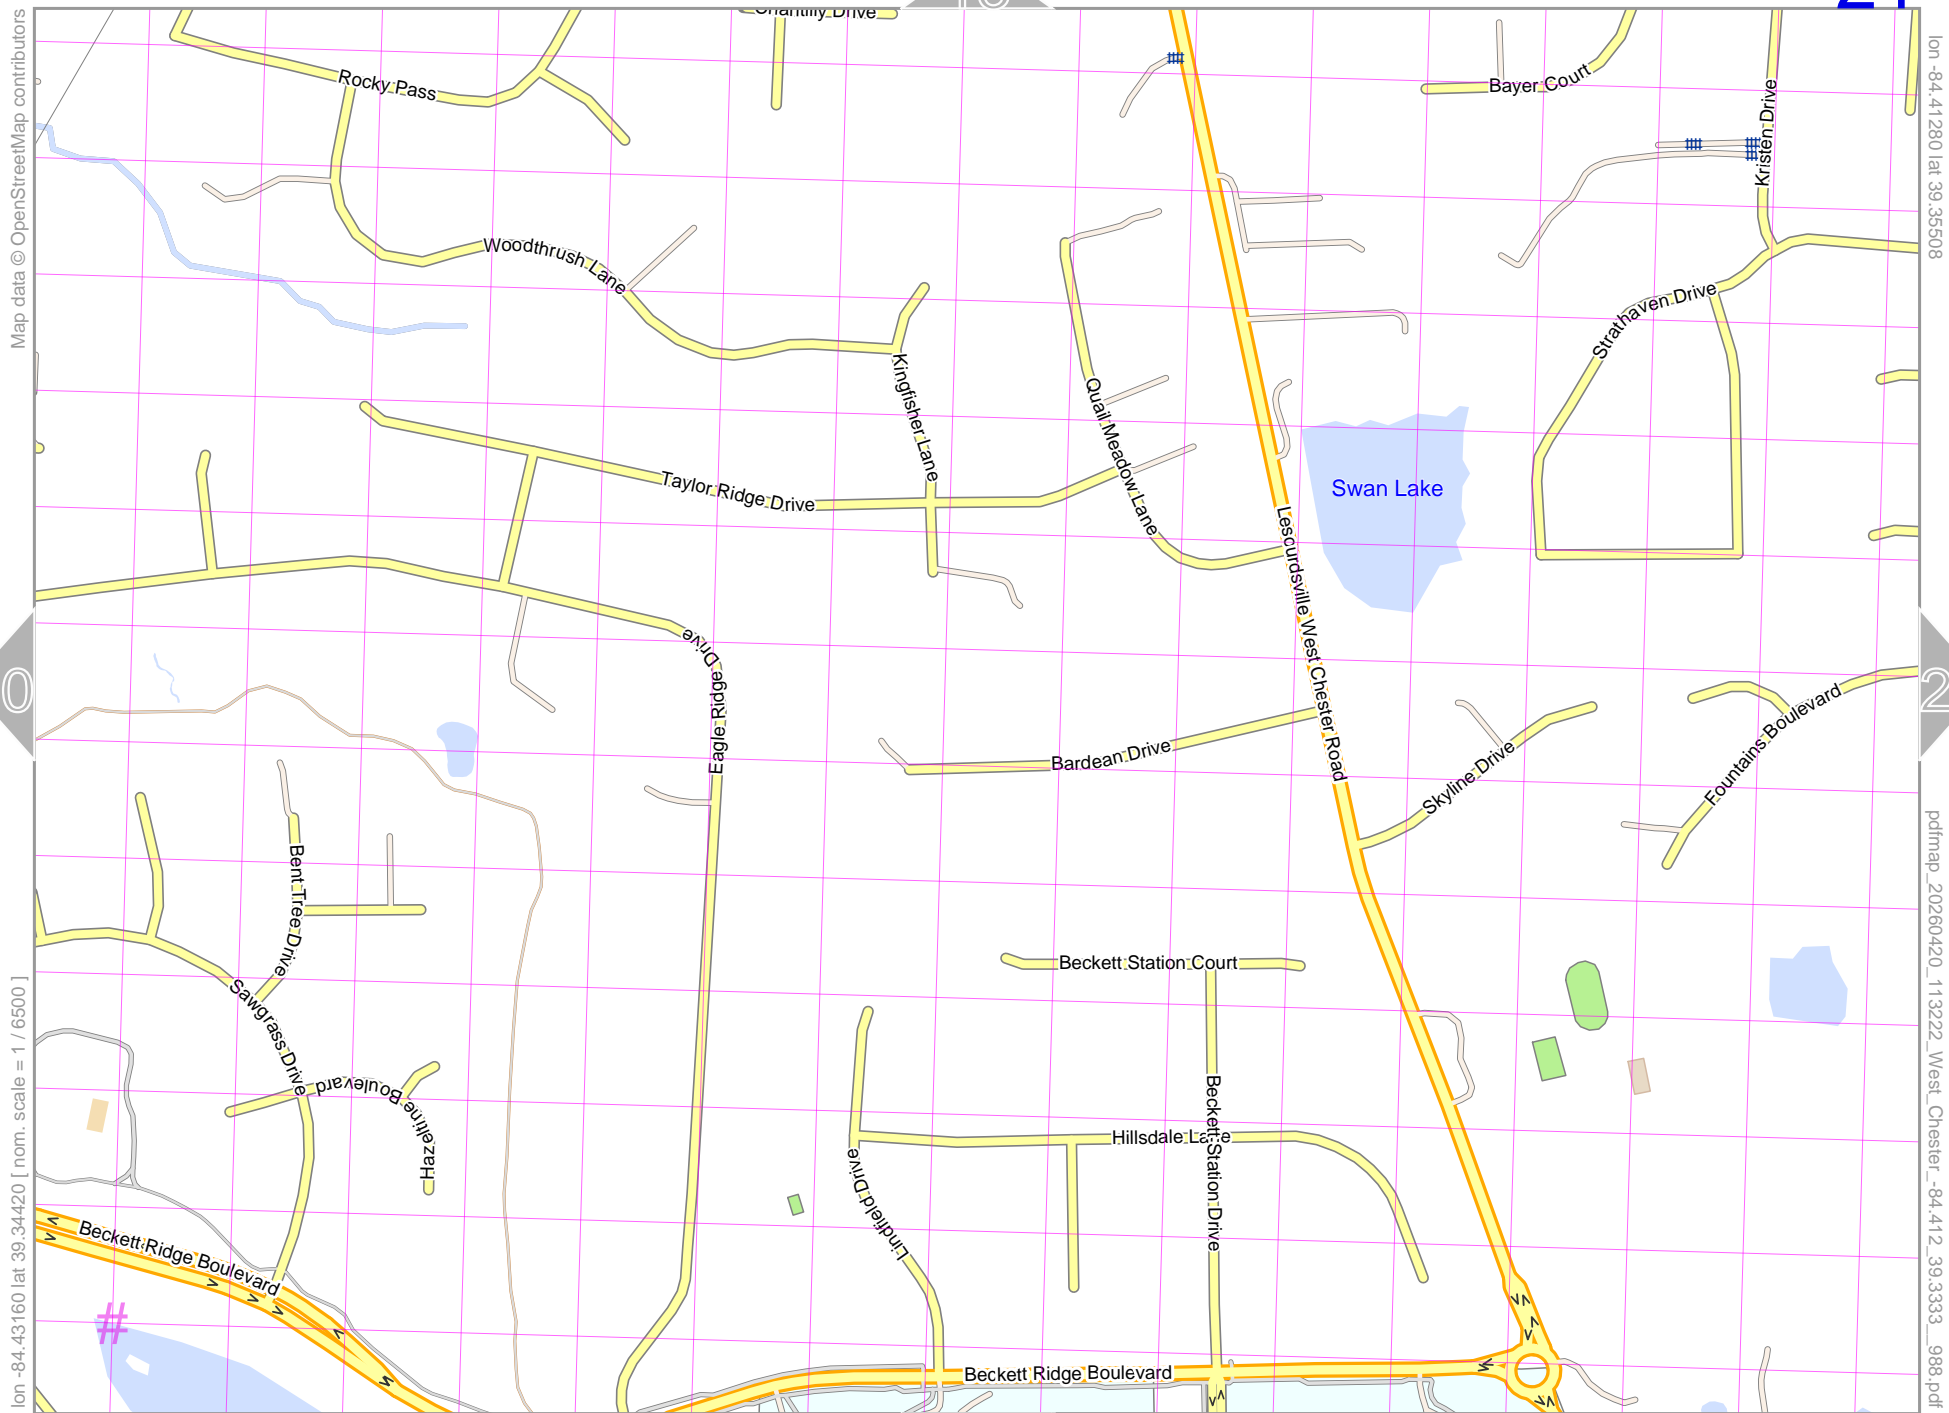 Chantilly Drive
Rocky Pass
Bayer Court
Kristen Drive
Woodthrush Lane
Strathaven Drive
Kingfisher Lane
Quail Meadow Lane
Taylor Ridge Drive
Swan Lake
Lesourdsville West Chester Road
Eagle Ridge Drive
0
2
Bardean Drive
Skyline Drive
Fountains Boulevard
Bent Tree Drive
Beckett Station Court
Sawgrass Drive
Hazeltine Boulevard
Hillsdale Lane
Beckett Station Drive
Lindfield Drive
Beckett Ridge Boulevard
#
Beckett Ridge Boulevard
Map data © OpenStreetMap contributors
lon -84.43160 lat 39.34420 [ nom. scale = 1 / 6500 ]
lon -84.41280 lat 39.35508
pdfmap_20260420_113222_West_Chester_-84.412_39.3333__988.pdf